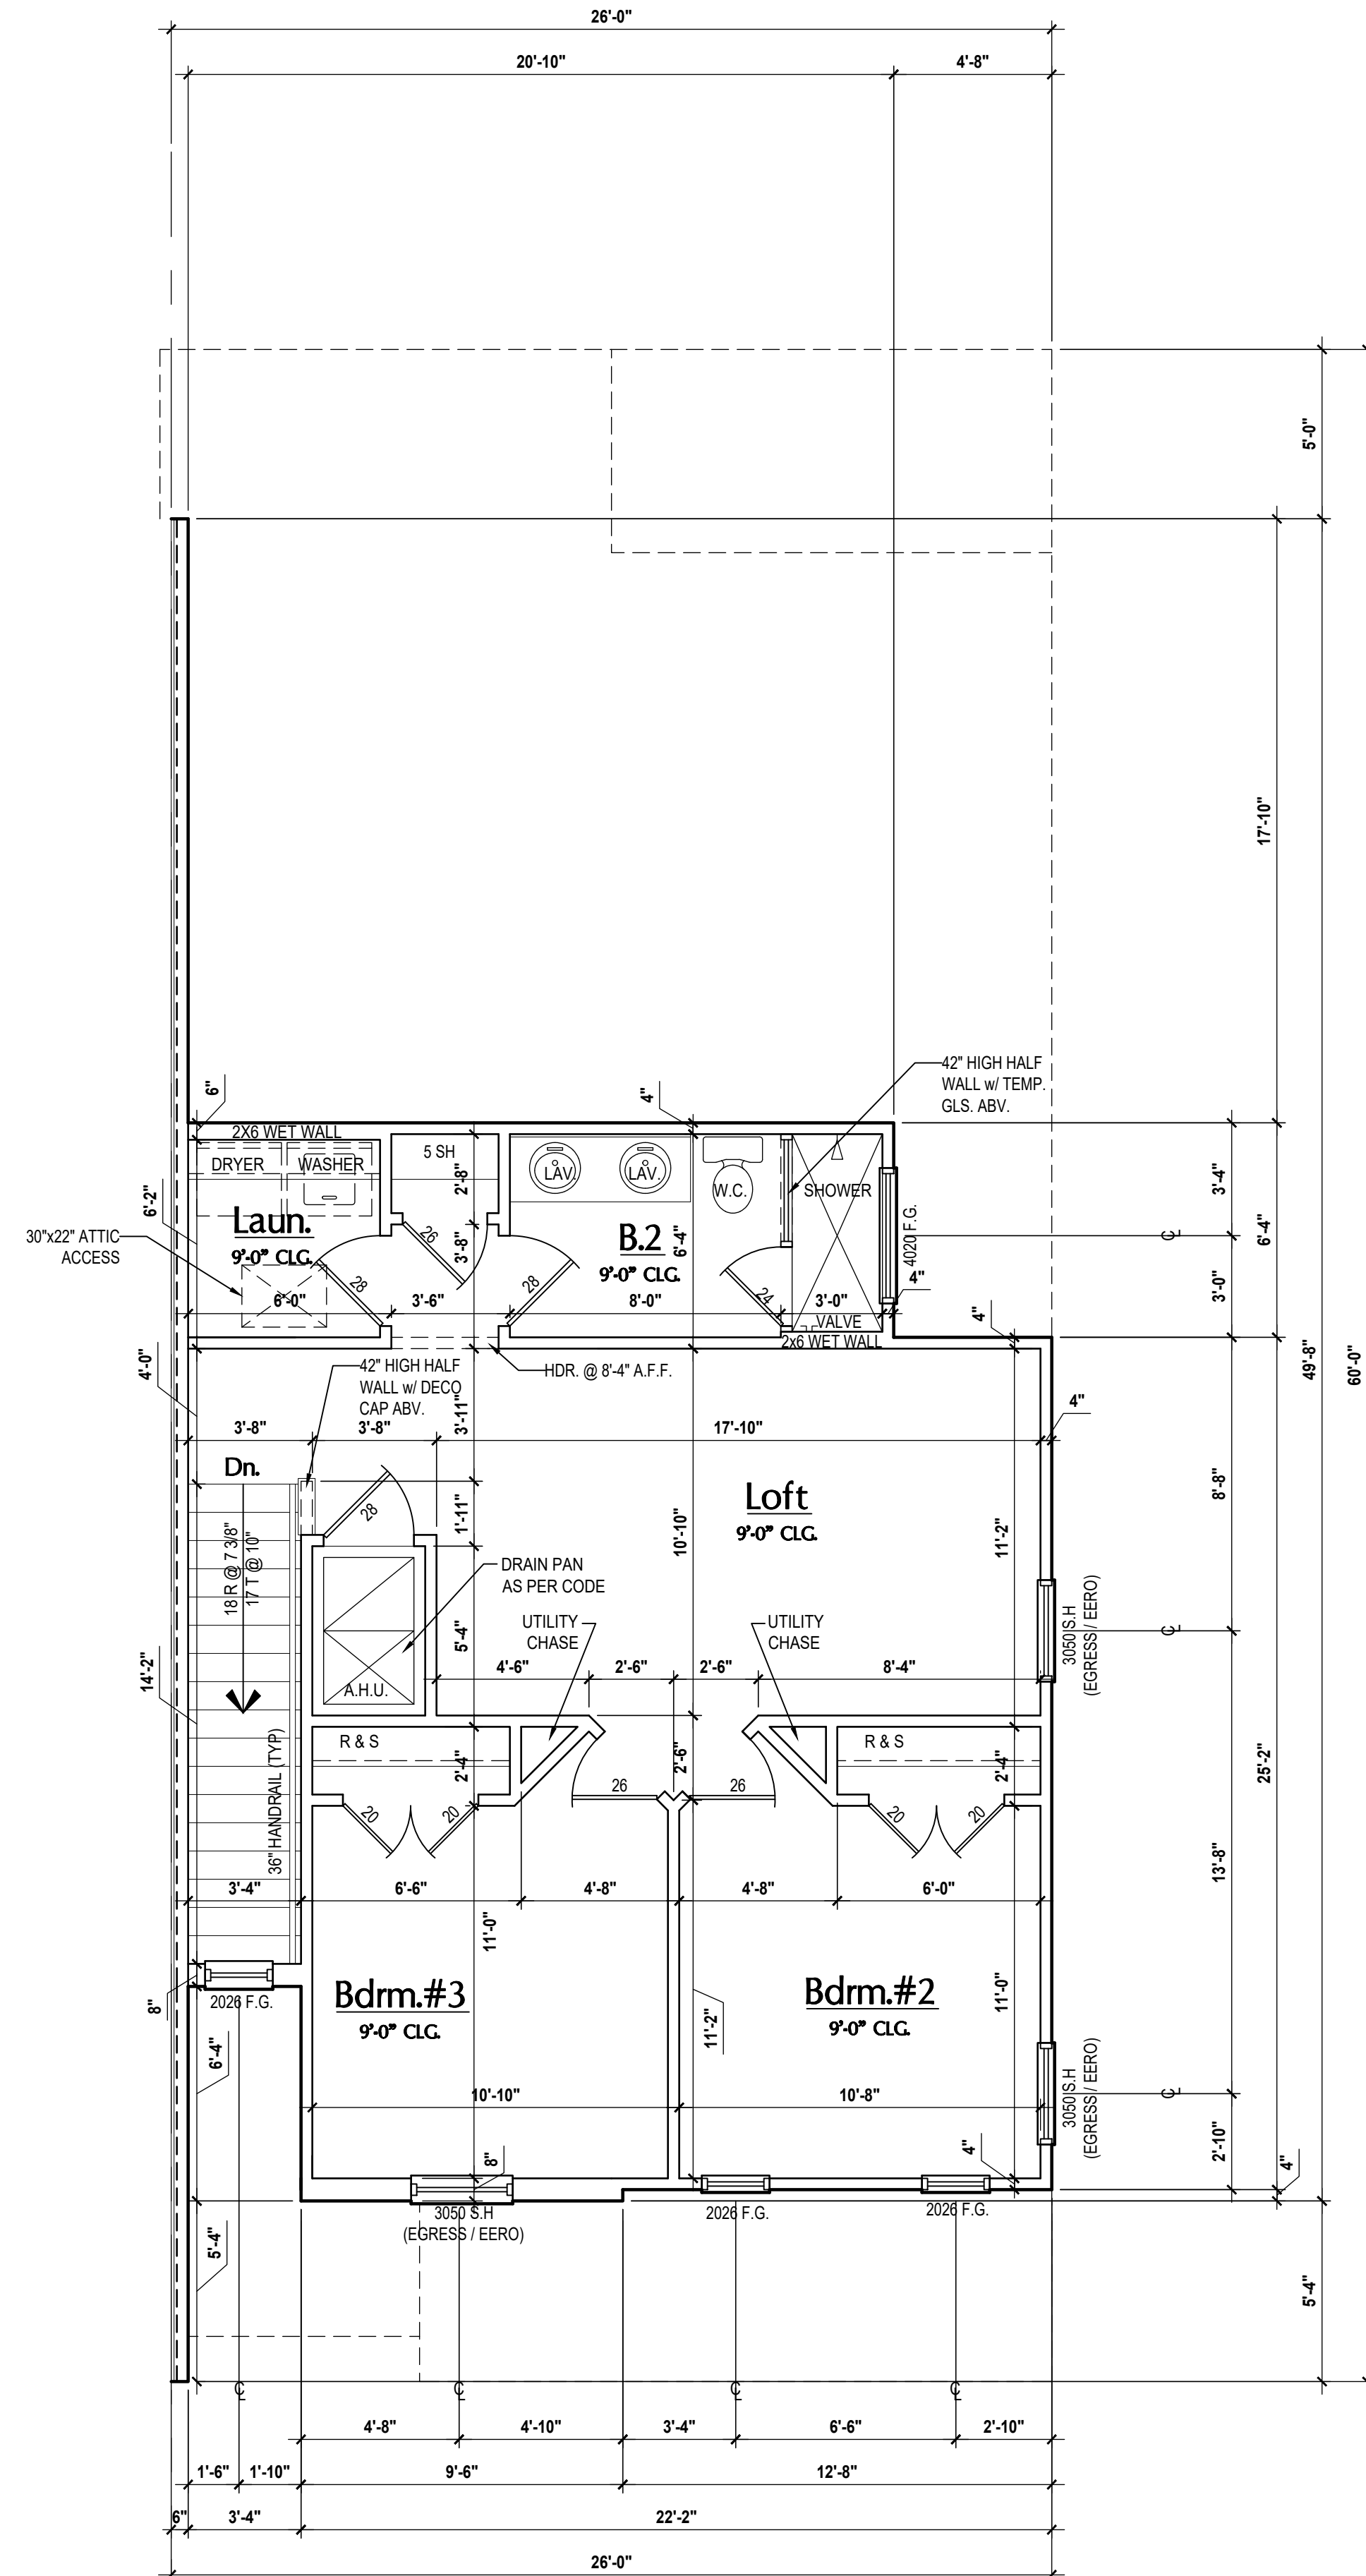 26'-0"
20'-10"
4'-8"
5'-0"
17'-10"
42" HIGH HALF
WALL w/ TEMP.
GLS. ABV.
6"
4"
2X6 WET WALL
DRYER
WASHER
5 SH
2'-8"
LAV.
LAV.
W.C.
SHOWER
3'-4"
6'-2"
Laun.
9'-0" CLG.
26
3'-8"
B.2
9'-0" CLG.
6'-4"
4020 F.G.
CL
6'-4"
30"x22" ATTIC
ACCESS
6'-0"
28
3'-6"
28
8'-0"
24
3'-0"
4"
3'-0"
VALVE
2x6 WET WALL
4"
4'-0"
42" HIGH HALF
WALL w/ DECO
CAP ABV.
HDR. @ 8'-4" A.F.F.
49'-8"
60'-0"
3'-8"
3'-8"
3'-11"
17'-10"
4"
Dn.
28
1'-11"
Loft
9'-0" CLG.
8'-8"
18 R @ 7 3/8"
17 T @ 10"
10'-10"
11'-2"
DRAIN PAN
AS PER CODE
UTILITY
CHASE
UTILITY
CHASE
5'-4"
3050 S.H
(EGRESS / EERO)
CL
14'-2"
A.H.U.
4'-6"
2'-6"
2'-6"
8'-4"
R & S
2'-4"
2'-6"
R & S
2'-4"
25'-2"
20
20
26
26
20
20
36" HANDRAIL (TYP)
3'-4"
6'-6"
4'-8"
4'-8"
6'-0"
13'-8"
11'-0"
8"
2026 F.G.
Bdrm.#3
9'-0" CLG.
Bdrm.#2
9'-0" CLG.
11'-0"
6'-4"
11'-2"
3050 S.H
(EGRESS / EERO)
CL
10'-10"
10'-8"
2'-10"
8"
4"
4"
3050 S.H
(EGRESS / EERO)
2026 F.G.
2026 F.G.
5'-4"
5'-4"
CL
CL
CL
CL
4'-8"
4'-10"
3'-4"
6'-6"
2'-10"
1'-6"
1'-10"
9'-6"
12'-8"
6"
3'-4"
22'-2"
26'-0"